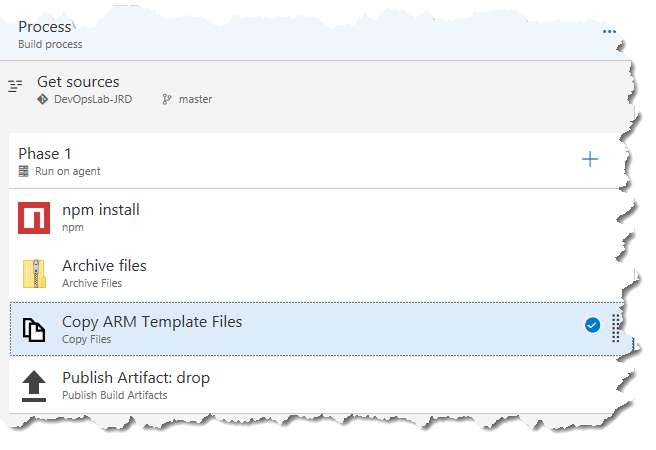 Process
Build process
Get sources
DevOpsLab-JRD master
Phase 1
Run on agent
npm install
npm
Archive files
Archive Files
Copy ARM Template Files
Copy Files
Publish Artifact: drop
Publish Build Artifacts